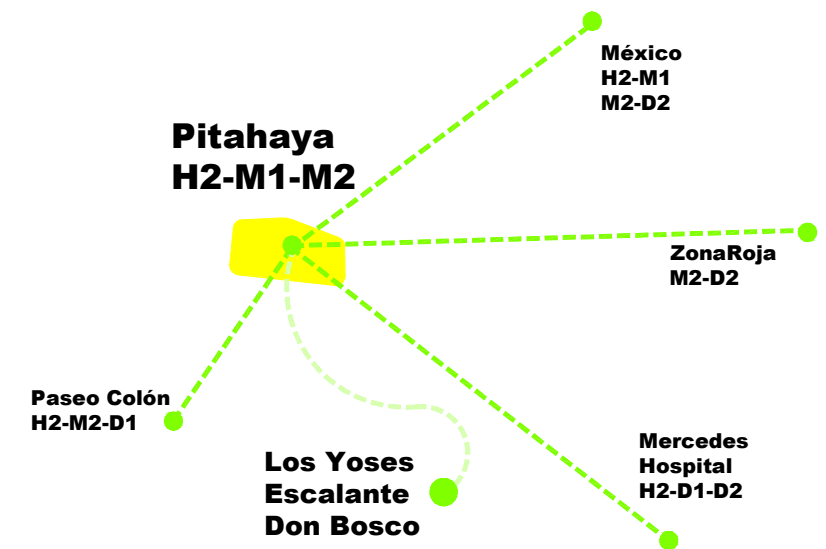 México
H2-M1
M2-D2
Pitahaya
H2-M1-M2
ZonaRoja
M2-D2
Paseo Colón
H2-M2-D1
Mercedes
Hospital
H2-D1-D2
Los Yoses
Escalante
Don Bosco